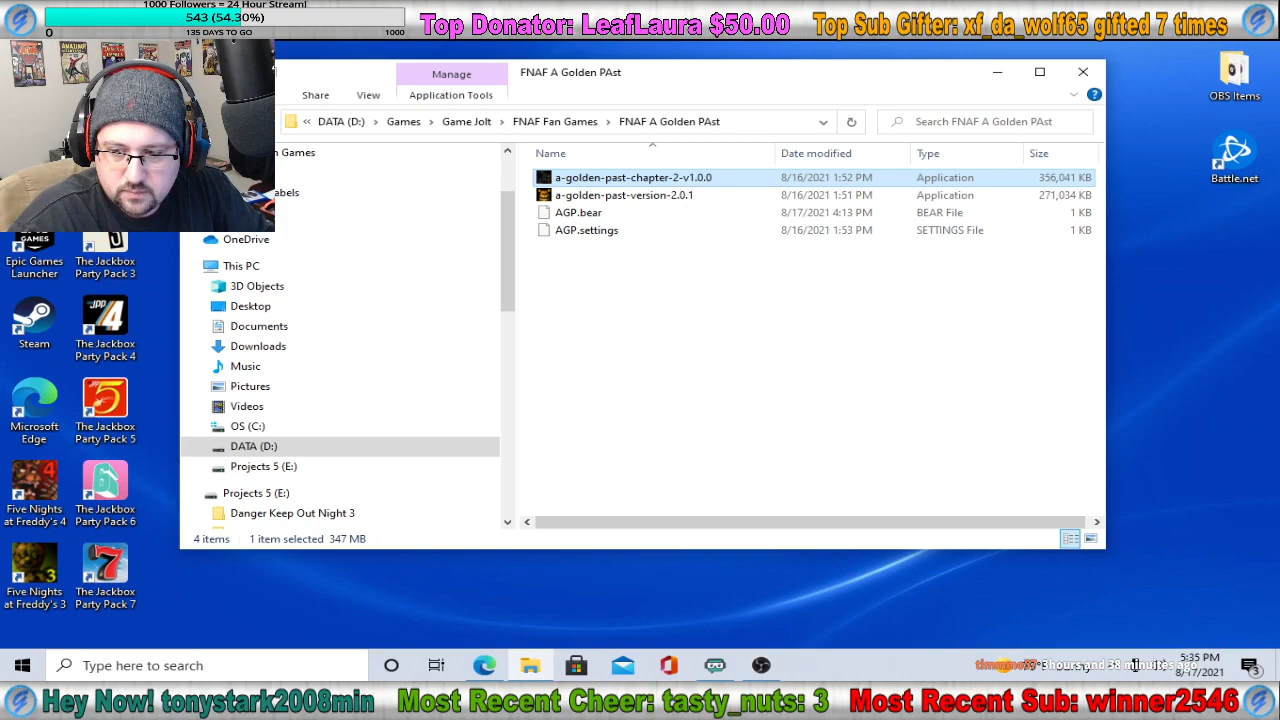 1000 Followers = 24 Hour Stream!
543 (54.30%)
0 135 DAYS TO GO 1000
Top Donator: LeafLaura $50.00
Top Sub Gifter: xf_da_wolf65 gifted 7 times
Manage
FNAF A Golden PAst
Share
View
Application Tools
« DATA (D:) > Games > Game Jolt > FNAF Fan Games > FNAF A Golden PAst
Search FNAF A Golden PAst
Name Date modified Type Size
a-golden-past-chapter-2-v1.0.0 8/16/2021 1:52 PM Application 356,041 KB
a-golden-past-version-2.0.1 8/16/2021 1:51 PM Application 271,034 KB
AGP.bear 8/17/2021 4:13 PM BEAR File 1 KB
AGP.settings 8/16/2021 1:53 PM SETTINGS File 1 KB
Games
OneDrive
This PC
3D Objects
Desktop
Documents
Downloads
Music
Pictures
Videos
OS (C:)
DATA (D:)
Projects 5 (E:)
Projects 5 (E:)
Danger Keep Out Night 3
4 items 1 item selected 347 MB
OBS Items
Battle.net
Epic Games
Launcher
The Jackbox
Party Pack 3
Steam
The Jackbox
Party Pack 4
Microsoft
Edge
The Jackbox
Party Pack 5
Five Nights
at Freddy's 4
The Jackbox
Party Pack 6
Five Nights
at Freddy's 3
The Jackbox
Party Pack 7
Type here to search
3hours and 38 minutes ago
5:35 PM
8/17/2021
Hey Now! tonystark2008min
Most Recent Cheer: tasty_nuts: 3
Most Recent Sub: winner2546